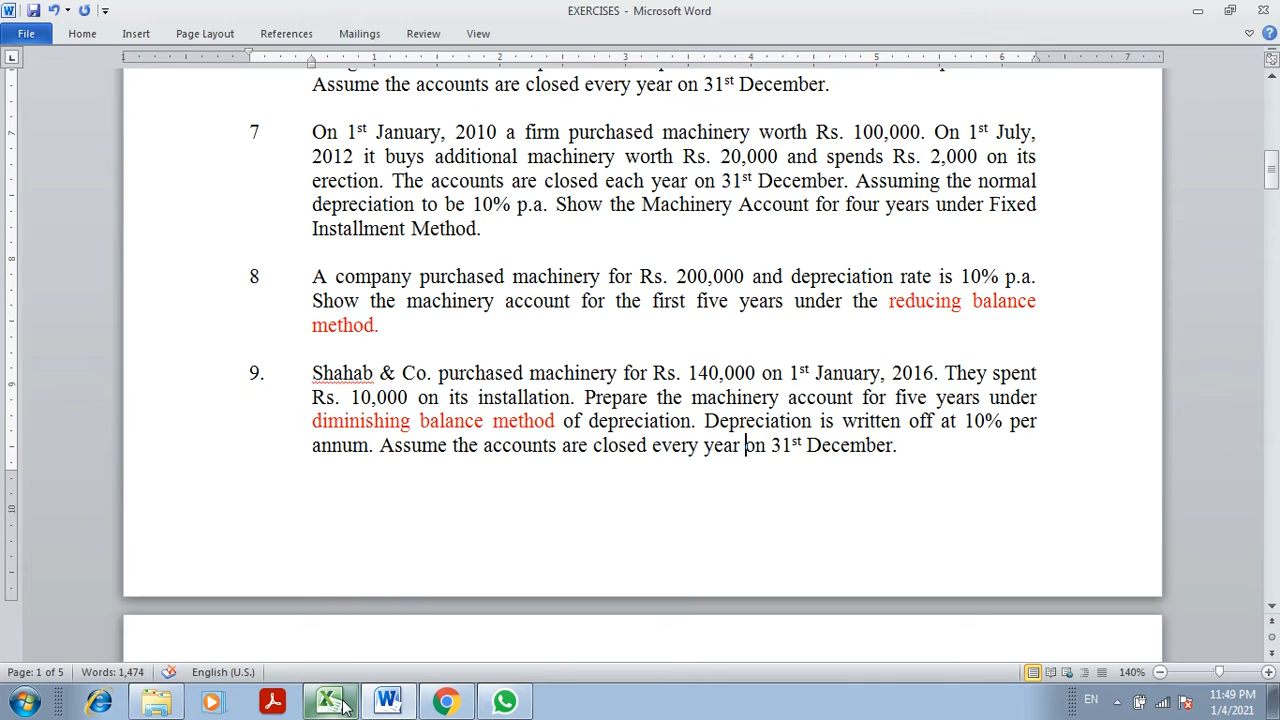 EXERCISES - Microsoft Word
File Home Insert Page Layout References Mailings Review View
1 1 2 3 4 5 6 7
Assume the accounts are closed every year on 31st December.
7 On 1st January, 2010 a firm purchased machinery worth Rs. 100,000. On 1st July,
2012 it buys additional machinery worth Rs. 20,000 and spends Rs. 2,000 on its
erection. The accounts are closed each year on 31st December. Assuming the normal
depreciation to be 10% p.a. Show the Machinery Account for four years under Fixed
Installment Method.
8 A company purchased machinery for Rs. 200,000 and depreciation rate is 10% p.a.
Show the machinery account for the first five years under the reducing balance
method.
9. Shahab & Co. purchased machinery for Rs. 140,000 on 1st January, 2016. They spent
Rs. 10,000 on its installation. Prepare the machinery account for five years under
diminishing balance method of depreciation. Depreciation is written off at 10% per
annum. Assume the accounts are closed every year on 31st December.
Page: 1 of 5 Words: 1,474 English (U.S.) 140%
EN 11:49 PM
1/4/2021